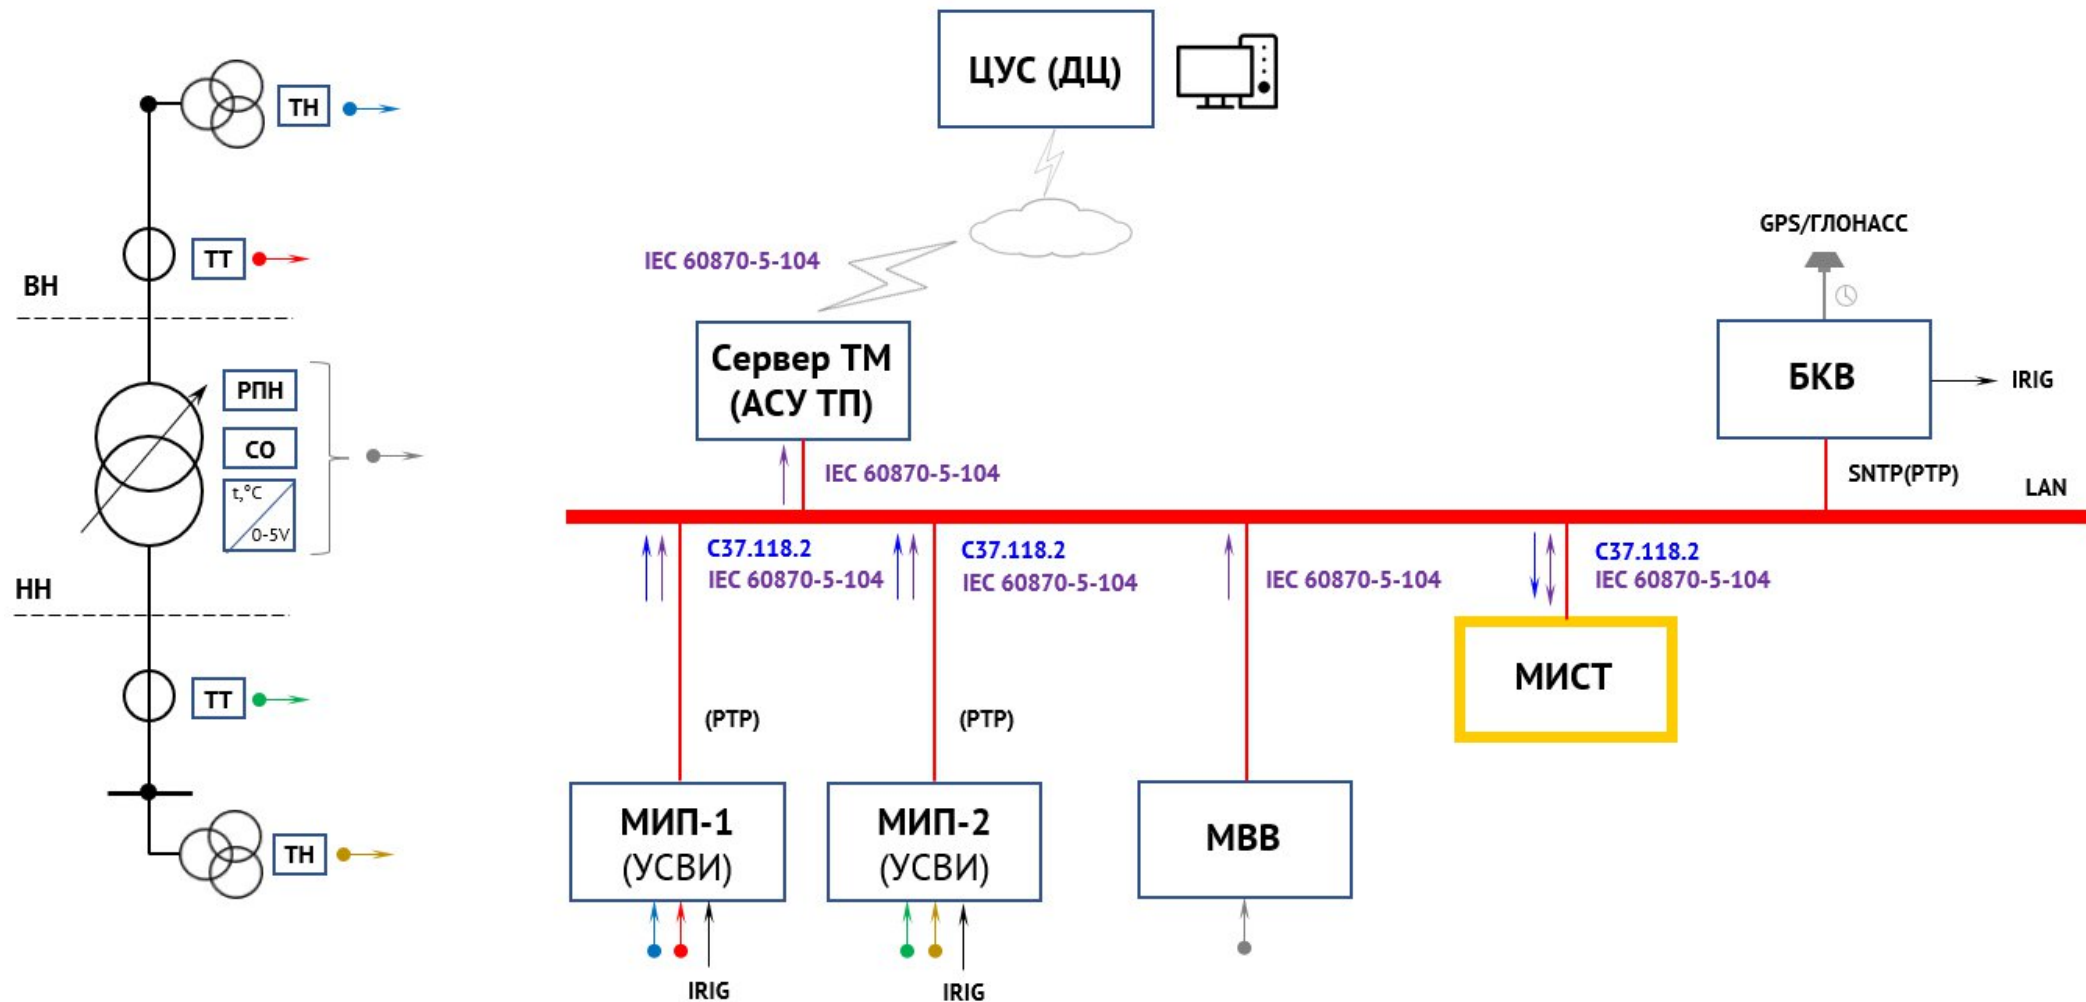 ТН
ТТ
ВН
РПН
СО
t,°C
0-5V
НН
ТТ
ТН
ЦУС (ДЦ)
IEC 60870-5-104
Сервер ТМ
(АСУ ТП)
IEC 60870-5-104
GPS/ГЛОНАСС
БКВ
IRIG
SNTP(PTP)
LAN
C37.118.2
IEC 60870-5-104
C37.118.2
IEC 60870-5-104
IEC 60870-5-104
C37.118.2
IEC 60870-5-104
МИСТ
(PTP)
(PTP)
МИП-1
(УСВИ)
МИП-2
(УСВИ)
МВВ
IRIG
IRIG